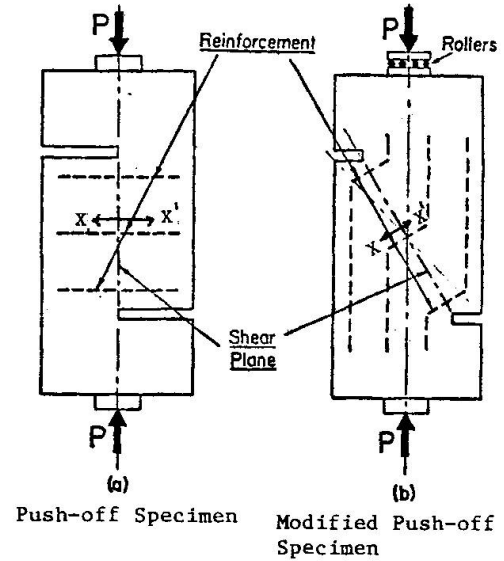 P
P
Reinforcement
Rollers
X X'
X X'
Shear
Plane
P
P
(a)
(b)
Push-off Specimen
Modified Push-off
Specimen